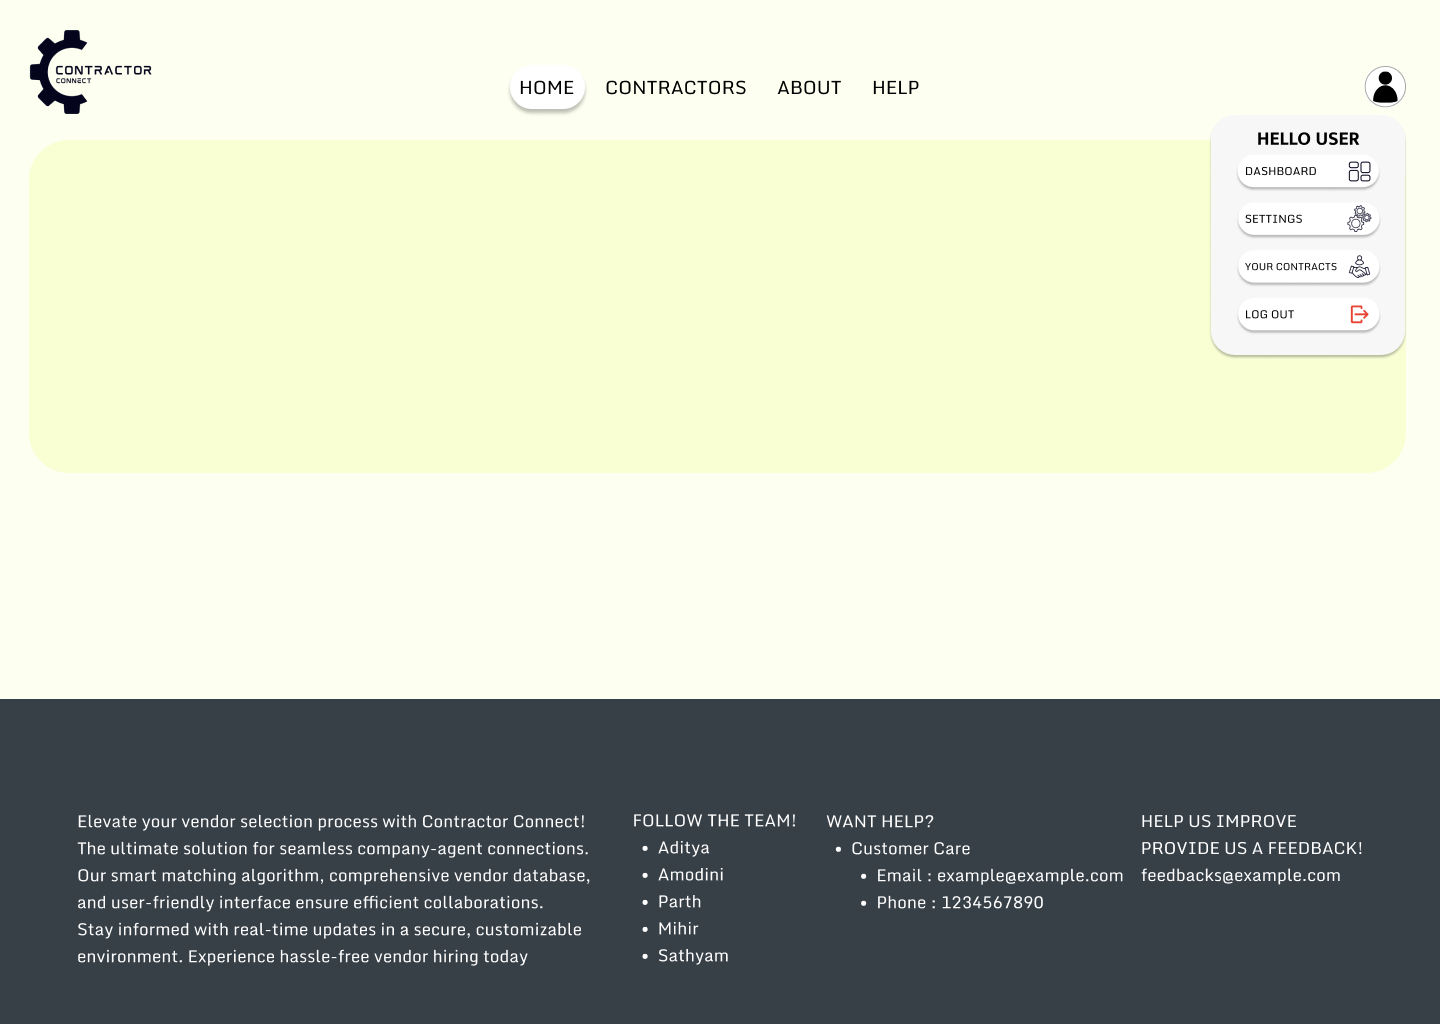 CONTRACTOR
CONNECT
HOME
CONTRACTORS
ABOUT
HELP
HELLO USER
DASHBOARD
SETTINGS
YOUR CONTRACTS
LOG OUT
Elevate your vendor selection process with Contractor Connect!
The ultimate solution for seamless company-agent connections.
Our smart matching algorithm, comprehensive vendor database,
and user-friendly interface ensure efficient collaborations.
Stay informed with real-time updates in a secure, customizable
environment. Experience hassle-free vendor hiring today
FOLLOW THE TEAM!
• Aditya
• Amodini
• Parth
• Mihir
• Sathyam
WANT HELP?
• Customer Care
• Email : example@example.com
• Phone : 1234567890
HELP US IMPROVE
PROVIDE US A FEEDBACK!
feedbacks@example.com